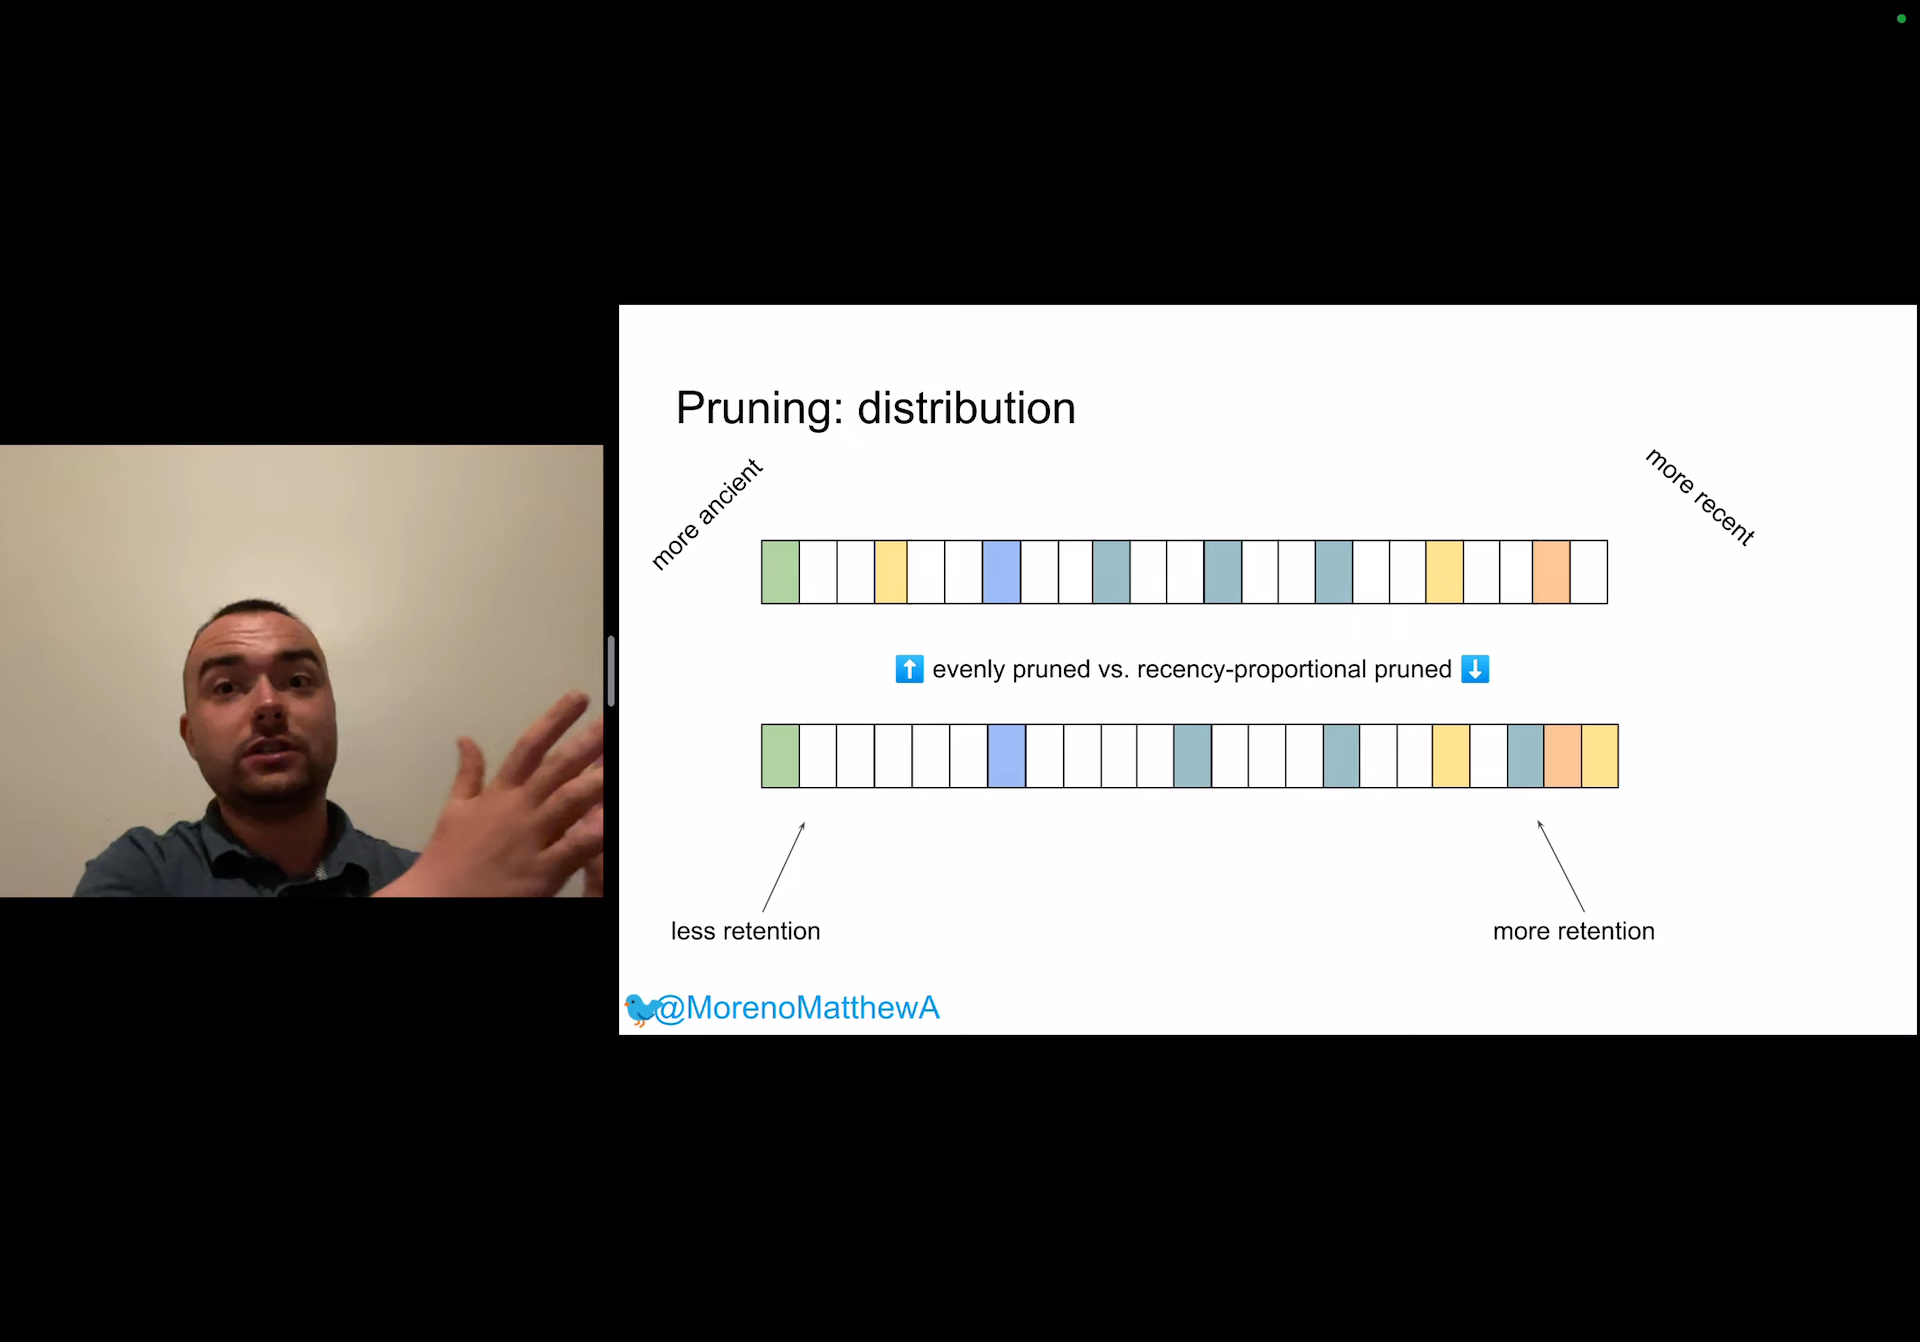 Pruning: distribution
more ancient
more recent
evenly pruned vs. recency-proportional pruned
less retention
more retention
@MorenoMatthewA